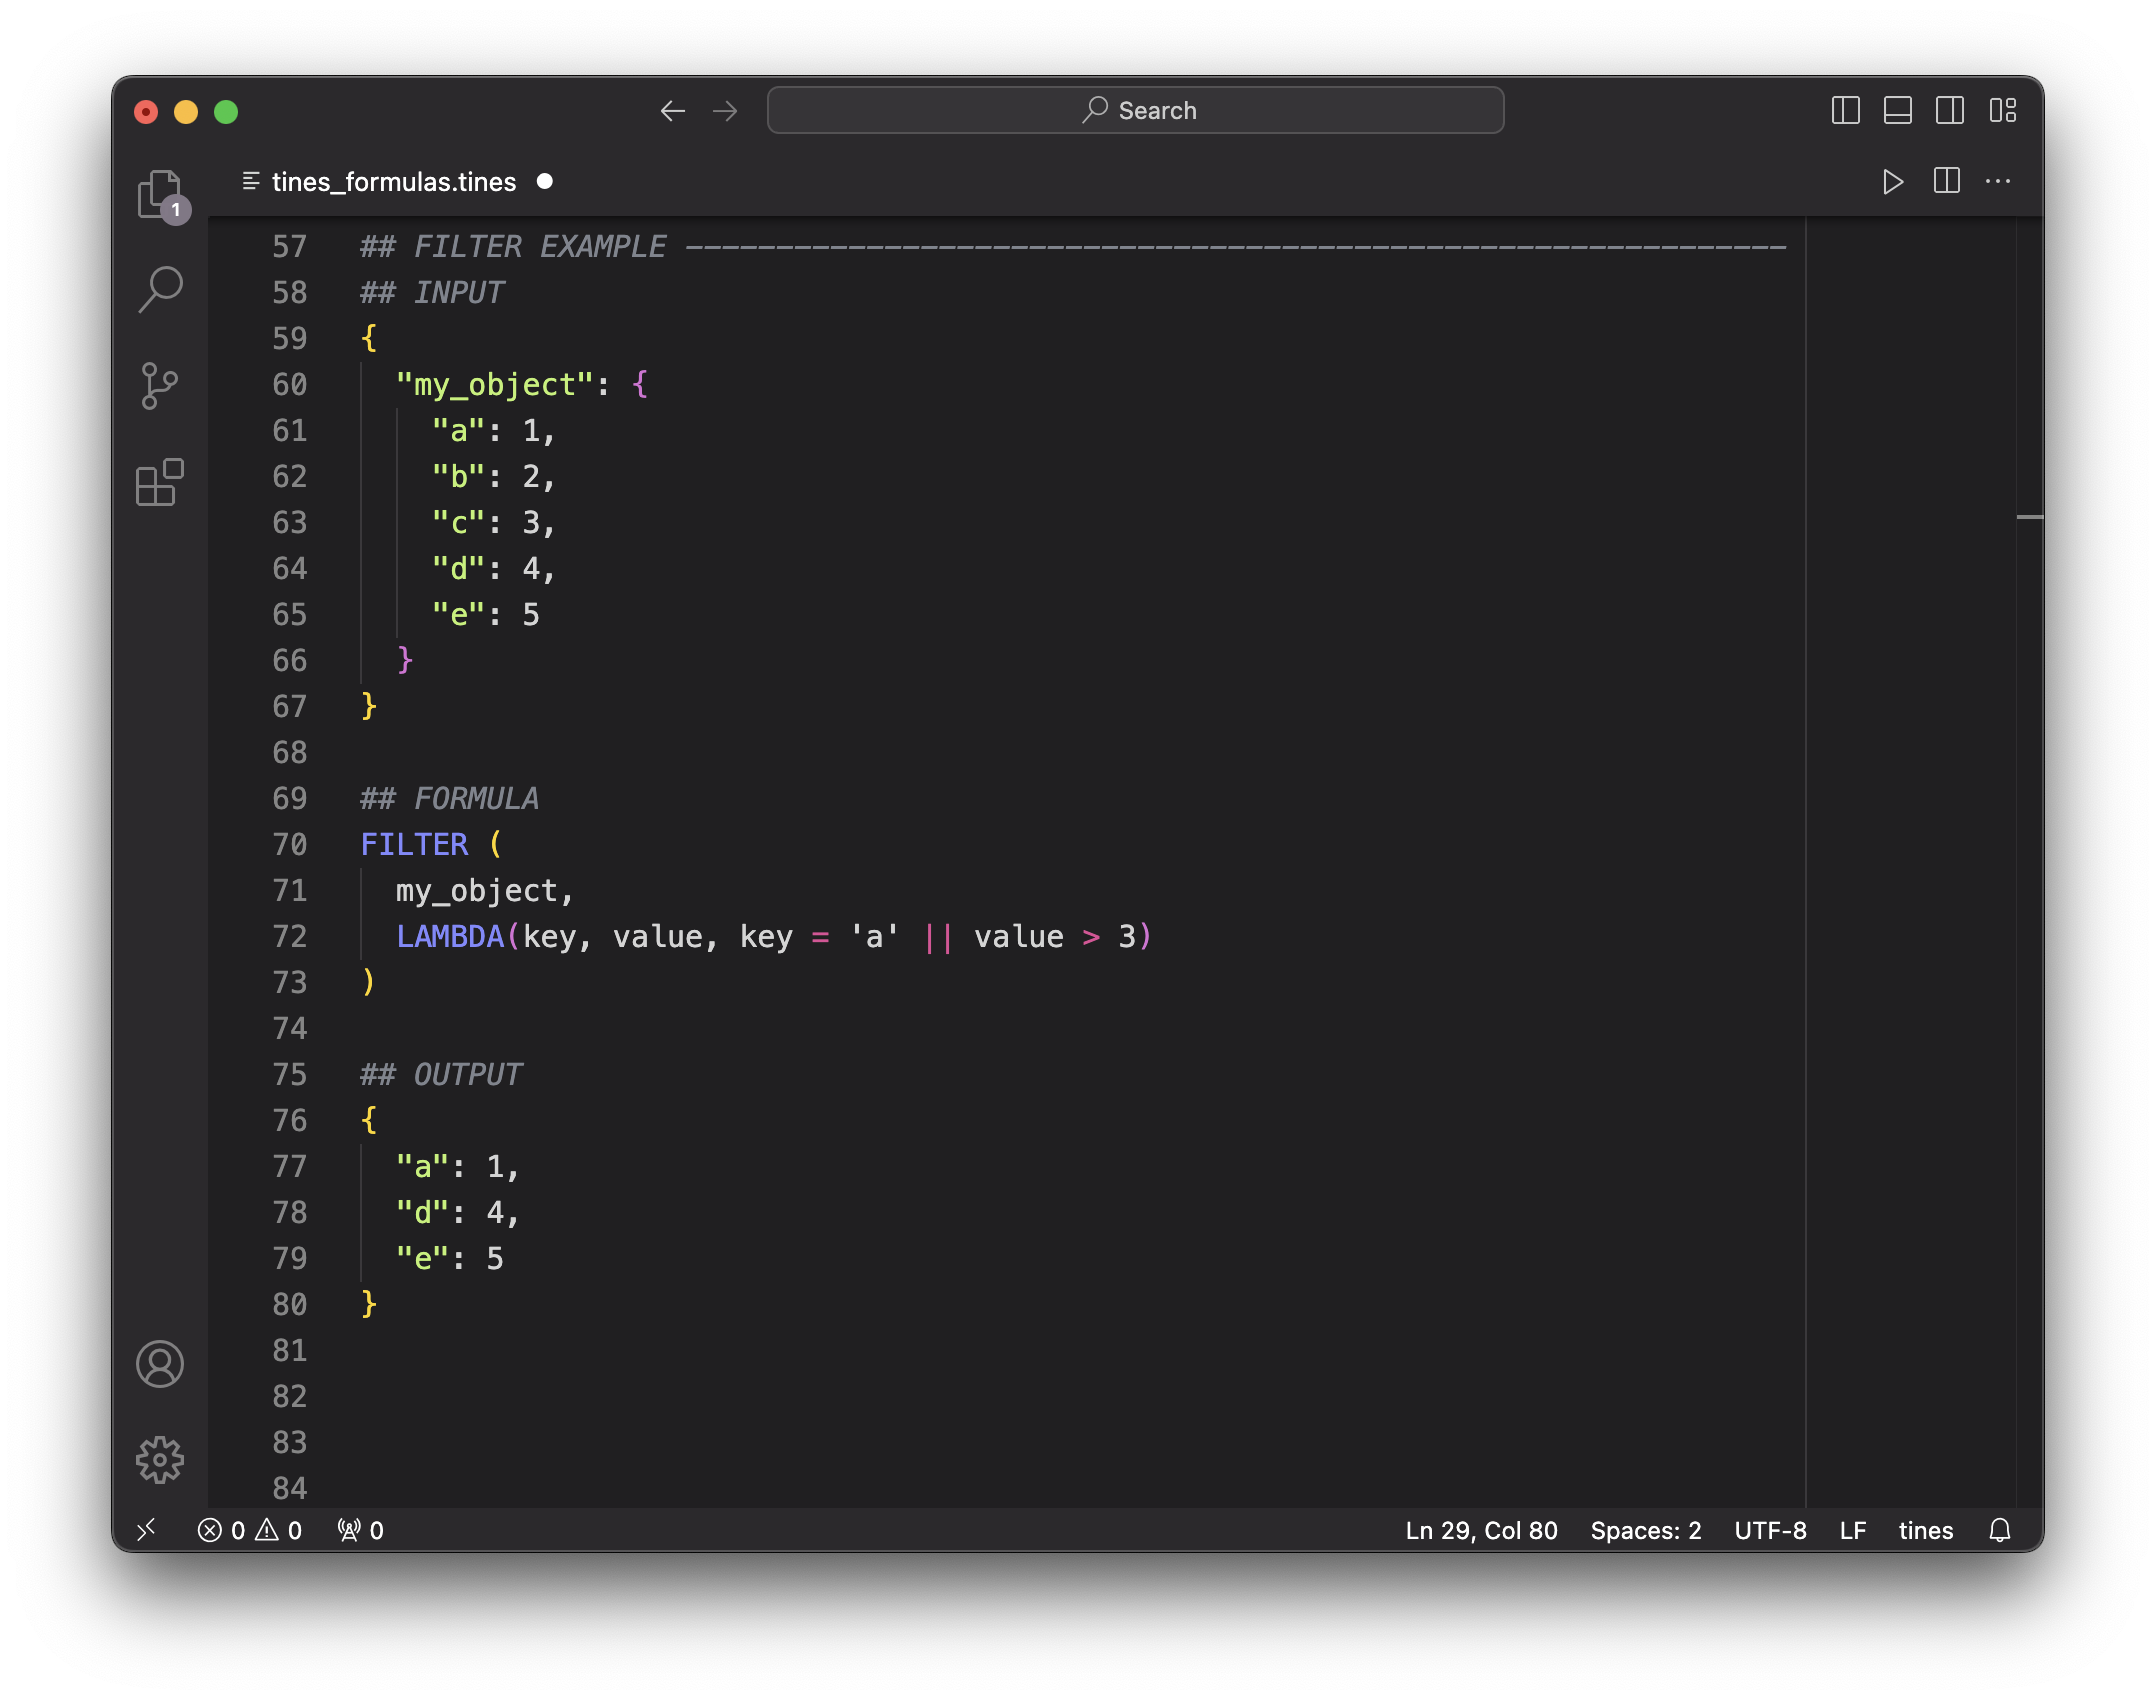 Search
tines_formulas.tines
1
57 ## FILTER EXAMPLE -------------------------------------------------------------
58 ## INPUT
59 {
60   "my_object": {
61     "a": 1,
62     "b": 2,
63     "c": 3,
64     "d": 4,
65     "e": 5
66   }
67 }
68
69 ## FORMULA
70 FILTER (
71   my_object,
72   LAMBDA(key, value, key = 'a' || value > 3)
73 )
74
75 ## OUTPUT
76 {
77   "a": 1,
78   "d": 4,
79   "e": 5
80 }
81
82
83
84
0 0 0 Ln 29, Col 80 Spaces: 2 UTF-8 LF tines